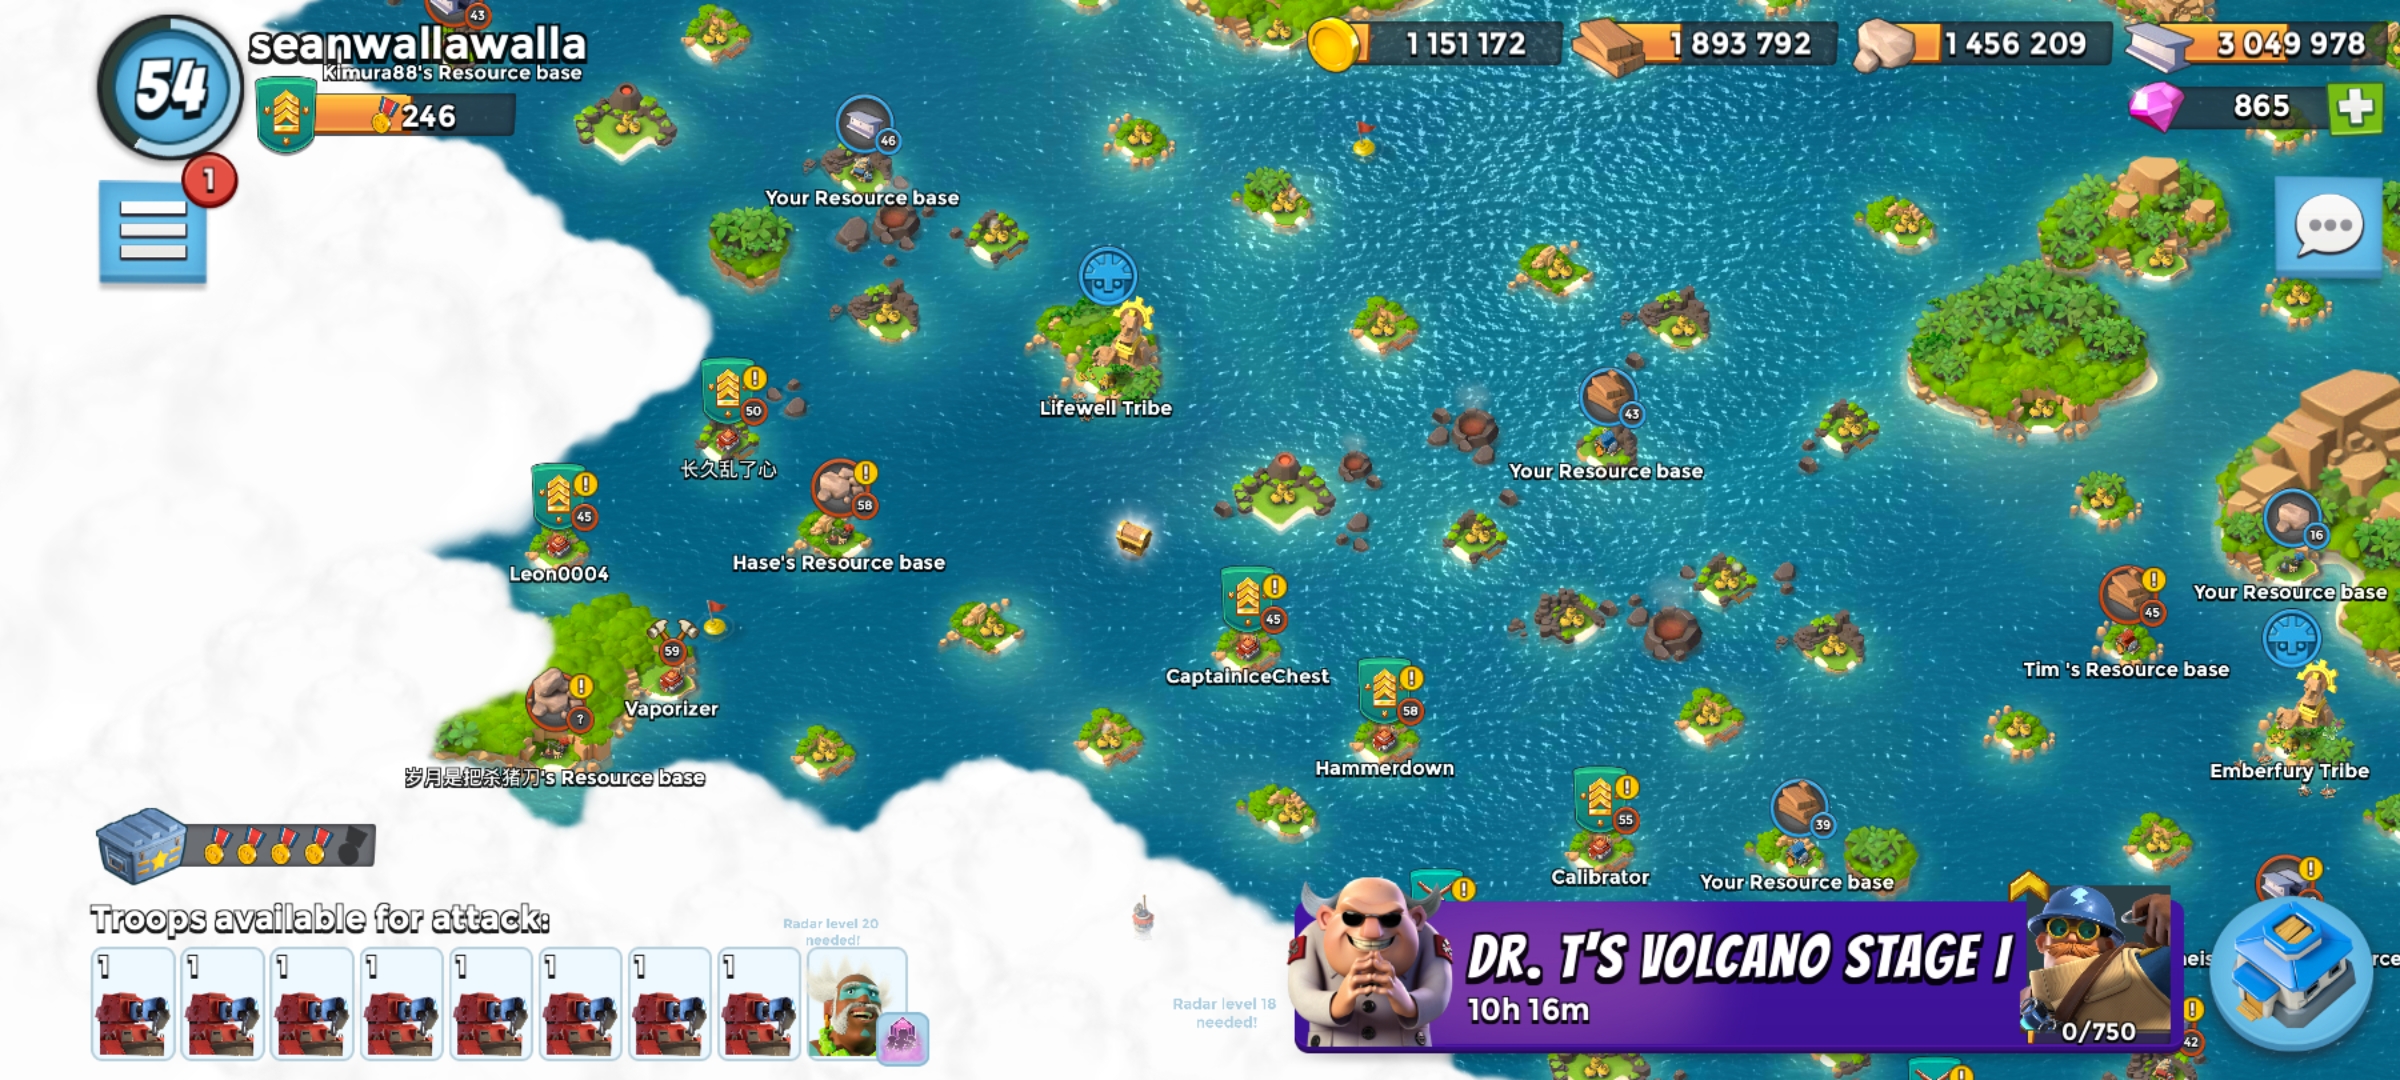 43
54
seanwallawalla
Kimura88's Resource base
246
1 151 172
1 893 792
1 456 209
3 049 978
865
1
46
Your Resource base
Lifewell Tribe
50
长久乱了心
45
Leon0004
58
Hase's Resource base
43
Your Resource base
16
Your Resource base
45
Tim 's Resource base
45
CaptainIceChest
59
Vaporizer
?
岁月是把杀猪刀's Resource base
58
Hammerdown
Emberfury Tribe
55
Calibrator
39
Your Resource base
Troops available for attack:
Radar level 20
needed!
1
1
1
1
1
1
1
1
Radar level 18
needed!
DR. T'S VOLCANO STAGE I
10h 16m
0/750
42